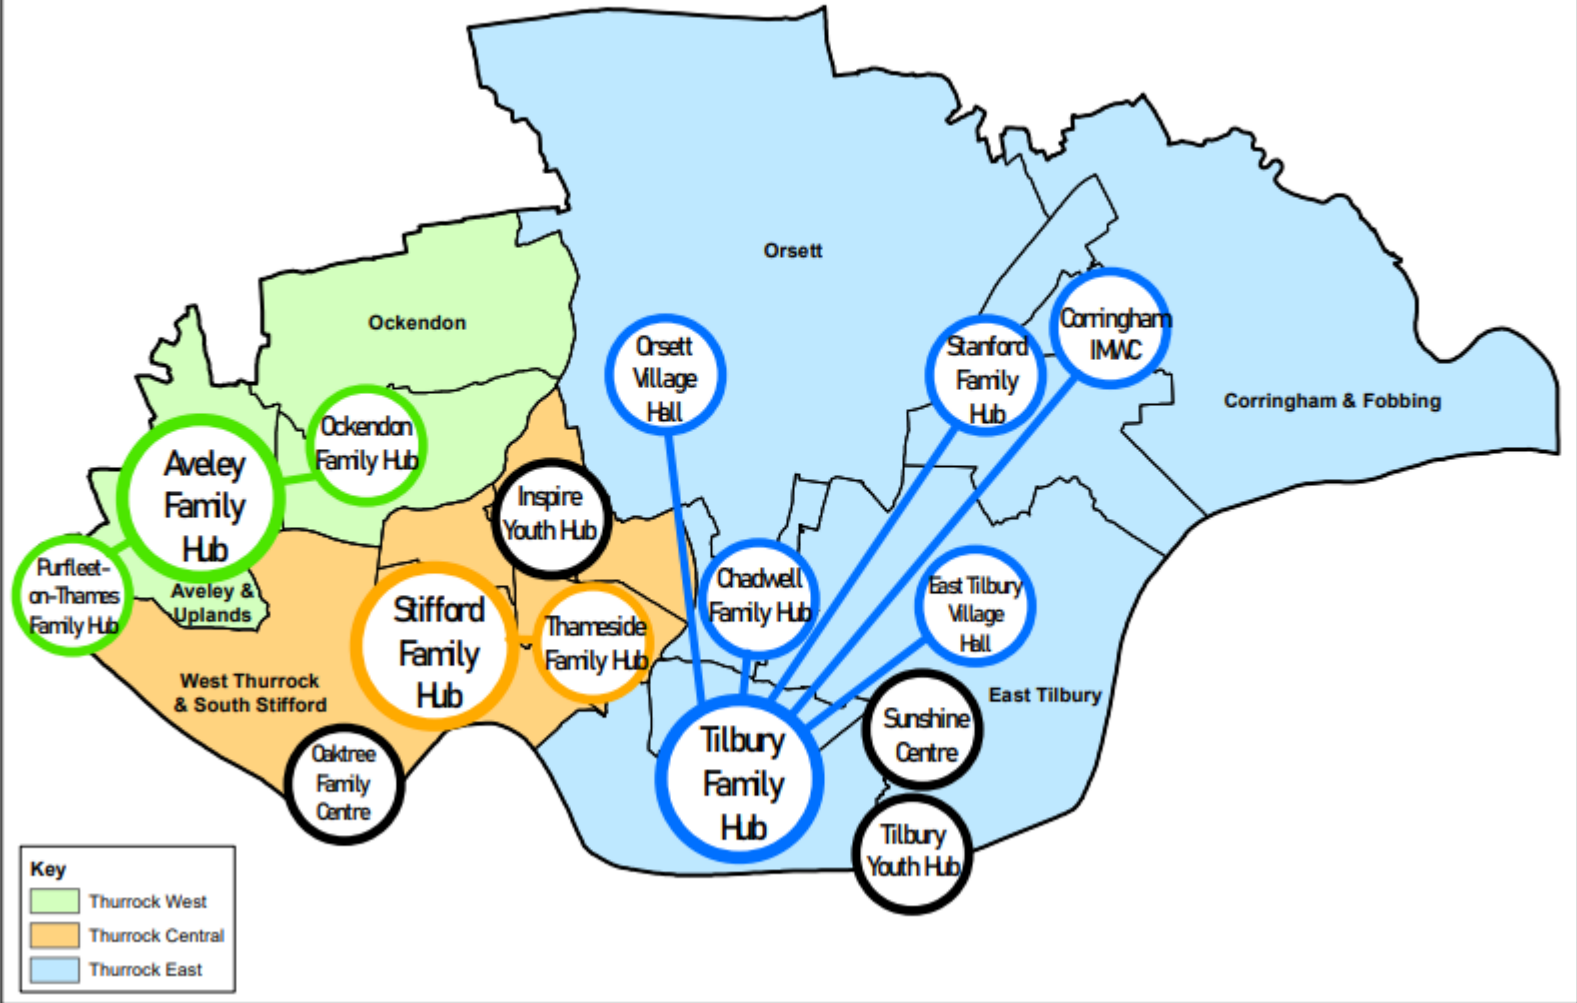 Orsett
Ockendon
Corringham
IMWC
Orsett
Village
Hall
Stanford
Family
Hub
Corringham & Fobbing
Ockendon
Family Hub
Aveley
Family
Hub
Inspire
Youth Hub
Purfleet-
on-Thames
Family Hub
Aveley &
Uplands
Chadwell
Family Hub
East Tilbury
Village
Hall
Stifford
Family
Hub
Thameside
Family Hub
West Thurrock
& South Stifford
East Tilbury
Sunshine
Centre
Tilbury
Family
Hub
Oaktree
Family
Centre
Tilbury
Youth Hub
Key
Thurrock West
Thurrock Central
Thurrock East